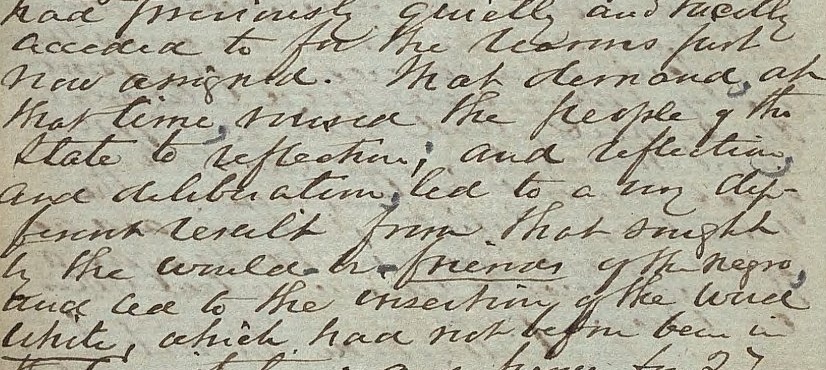 had previously quietly and tacitly
acceded to for the reasons just
now assigned. That demand, at
that time, roused the people of the
State to reflection; and reflection,
and deliberation, led to a very dif-
ferent result from that sought
by the would-be-friends of the negro,
and led to the insertion of the word
white, which had not before been in